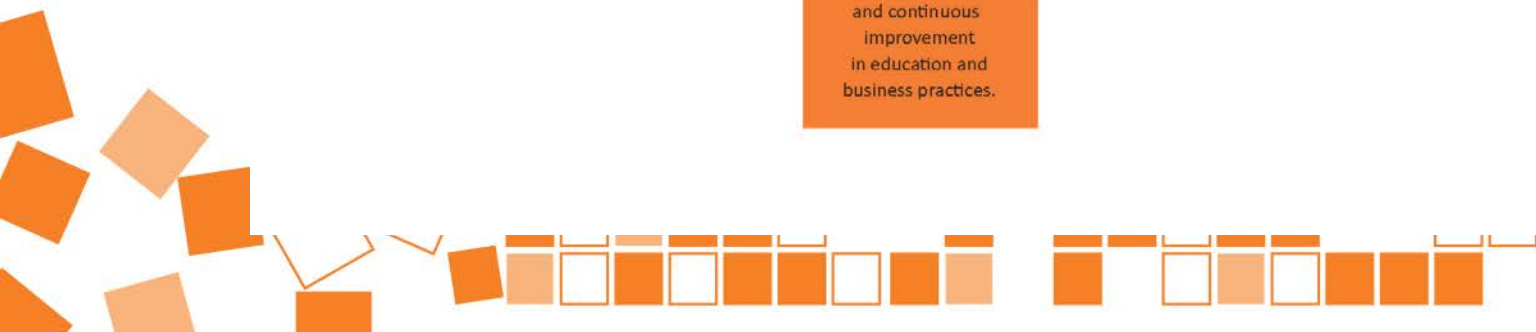 and continuous
improvement
in education and
business practices.